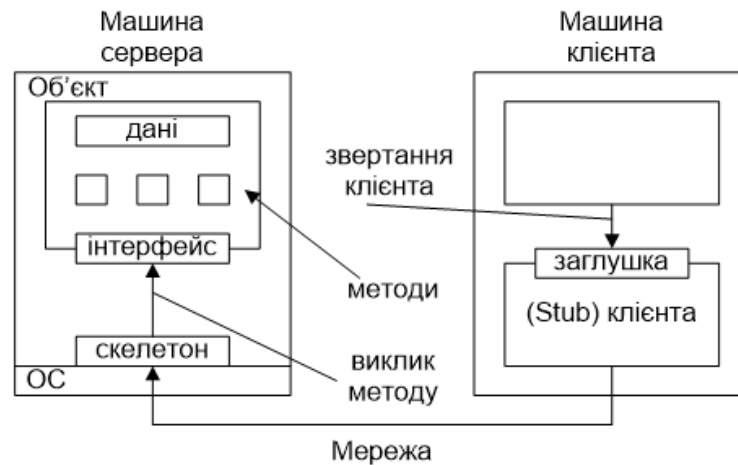 Машина
сервера
Об’єкт
дані
інтерфейс
методи
скелетон
ОС
виклик
методу
Мережа
Машина
клієнта
звертання
клієнта
заглушка
(Stub) клієнта